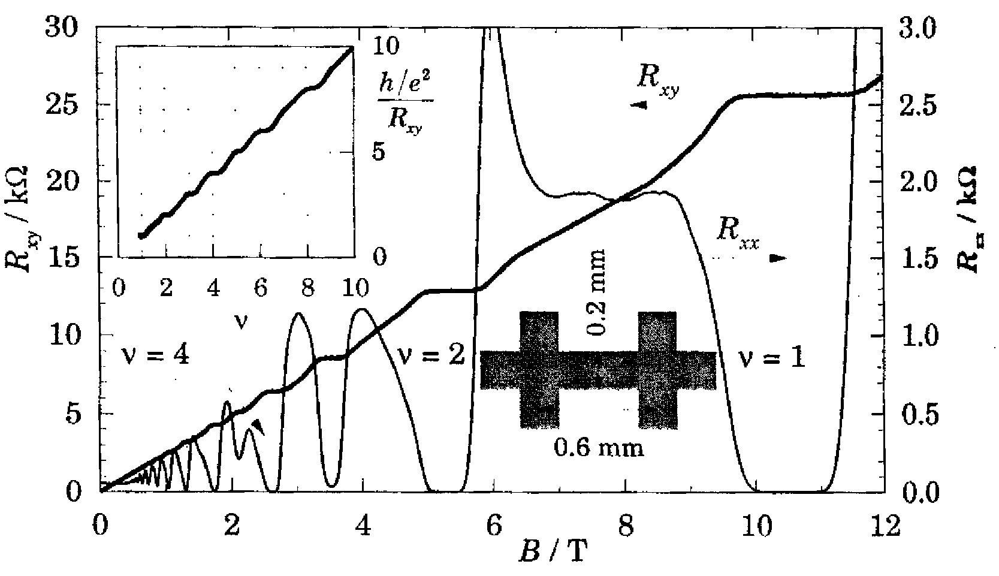 30
25
20
15
10
5
0
R_xy / kΩ
3.0
2.5
2.0
1.5
1.0
0.5
0.0
R_xx / kΩ
10
5
0
h/e²
R_xy
0 2 4 6 8 10
ν
R_xy
R_xx
ν = 4
ν = 2
ν = 1
0.2 mm
0.6 mm
0 2 4 6 8 10 12
B / T